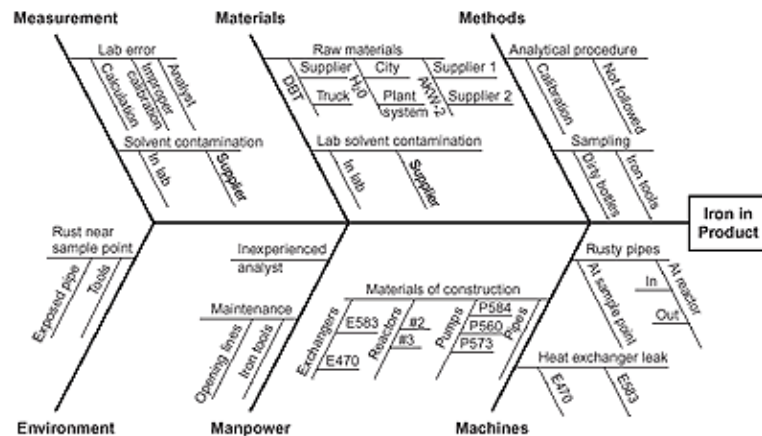 Measurement
Materials
Methods
Lab error
Calculation
Improper
calibration
Analyst
Solvent contamination
In lab
Supplier
Raw materials
DBT
Supplier
Truck
H₂0
City
Plant
system
AKW-2
Supplier 1
Supplier 2
Lab solvent contamination
In lab
Supplier
Analytical procedure
Calibration
Not followed
Sampling
Dirty bottles
Iron tools
Iron in
Product
Rust near
sample point
Exposed pipe
Tools
Inexperienced
analyst
Maintenance
Opening lines
Iron tools
Materials of construction
Exchangers
E583
E470
Reactors
#2
#3
Pumps
P584
P560
P573
Pipes
Rusty pipes
At sample point
At reactor
In
Out
Heat exchanger leak
E470
E583
Environment
Manpower
Machines